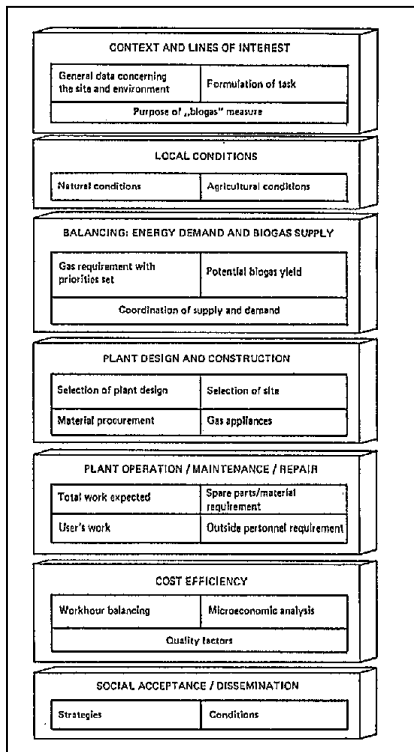 CONTEXT AND LINES OF INTEREST
General data concerning
the site and environment
Formulation of task
Purpose of „biogas" measure
LOCAL CONDITIONS
Natural conditions
Agricultural conditions
BALANCING: ENERGY DEMAND AND BIOGAS SUPPLY
Gas requirement with
priorities set
Potential biogas yield
Coordination of supply and demand
PLANT DESIGN AND CONSTRUCTION
Selection of plant design
Selection of site
Material procurement
Gas appliances
PLANT OPERATION / MAINTENANCE / REPAIR
Total work expected
Spare parts/material
requirement
User's work
Outside personnel requirement
COST EFFICIENCY
Workhour balancing
Microeconomic analysis
Quality factors
SOCIAL ACCEPTANCE / DISSEMINATION
Strategies
Conditions